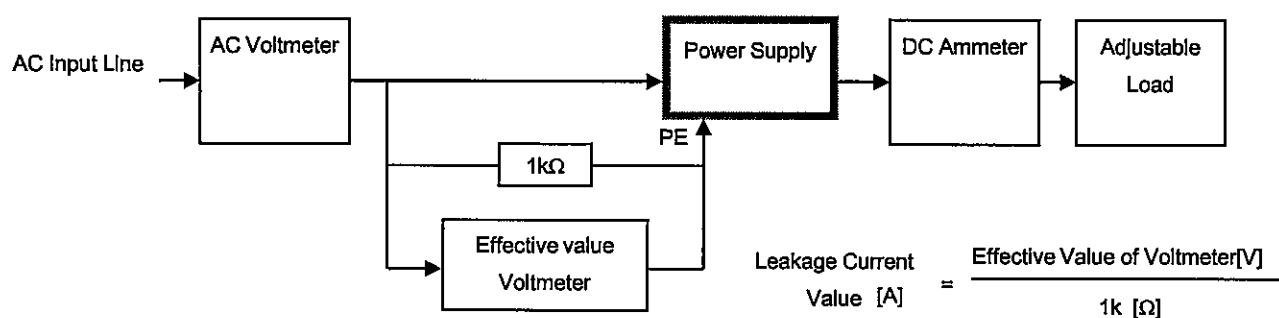 AC Input Line
AC Voltmeter
Power Supply
DC Ammeter
Adjustable
Load
PE
1kΩ
Effective value
Voltmeter
Leakage Current
Value [A]
=
Effective Value of Voltmeter[V]
1k [Ω]